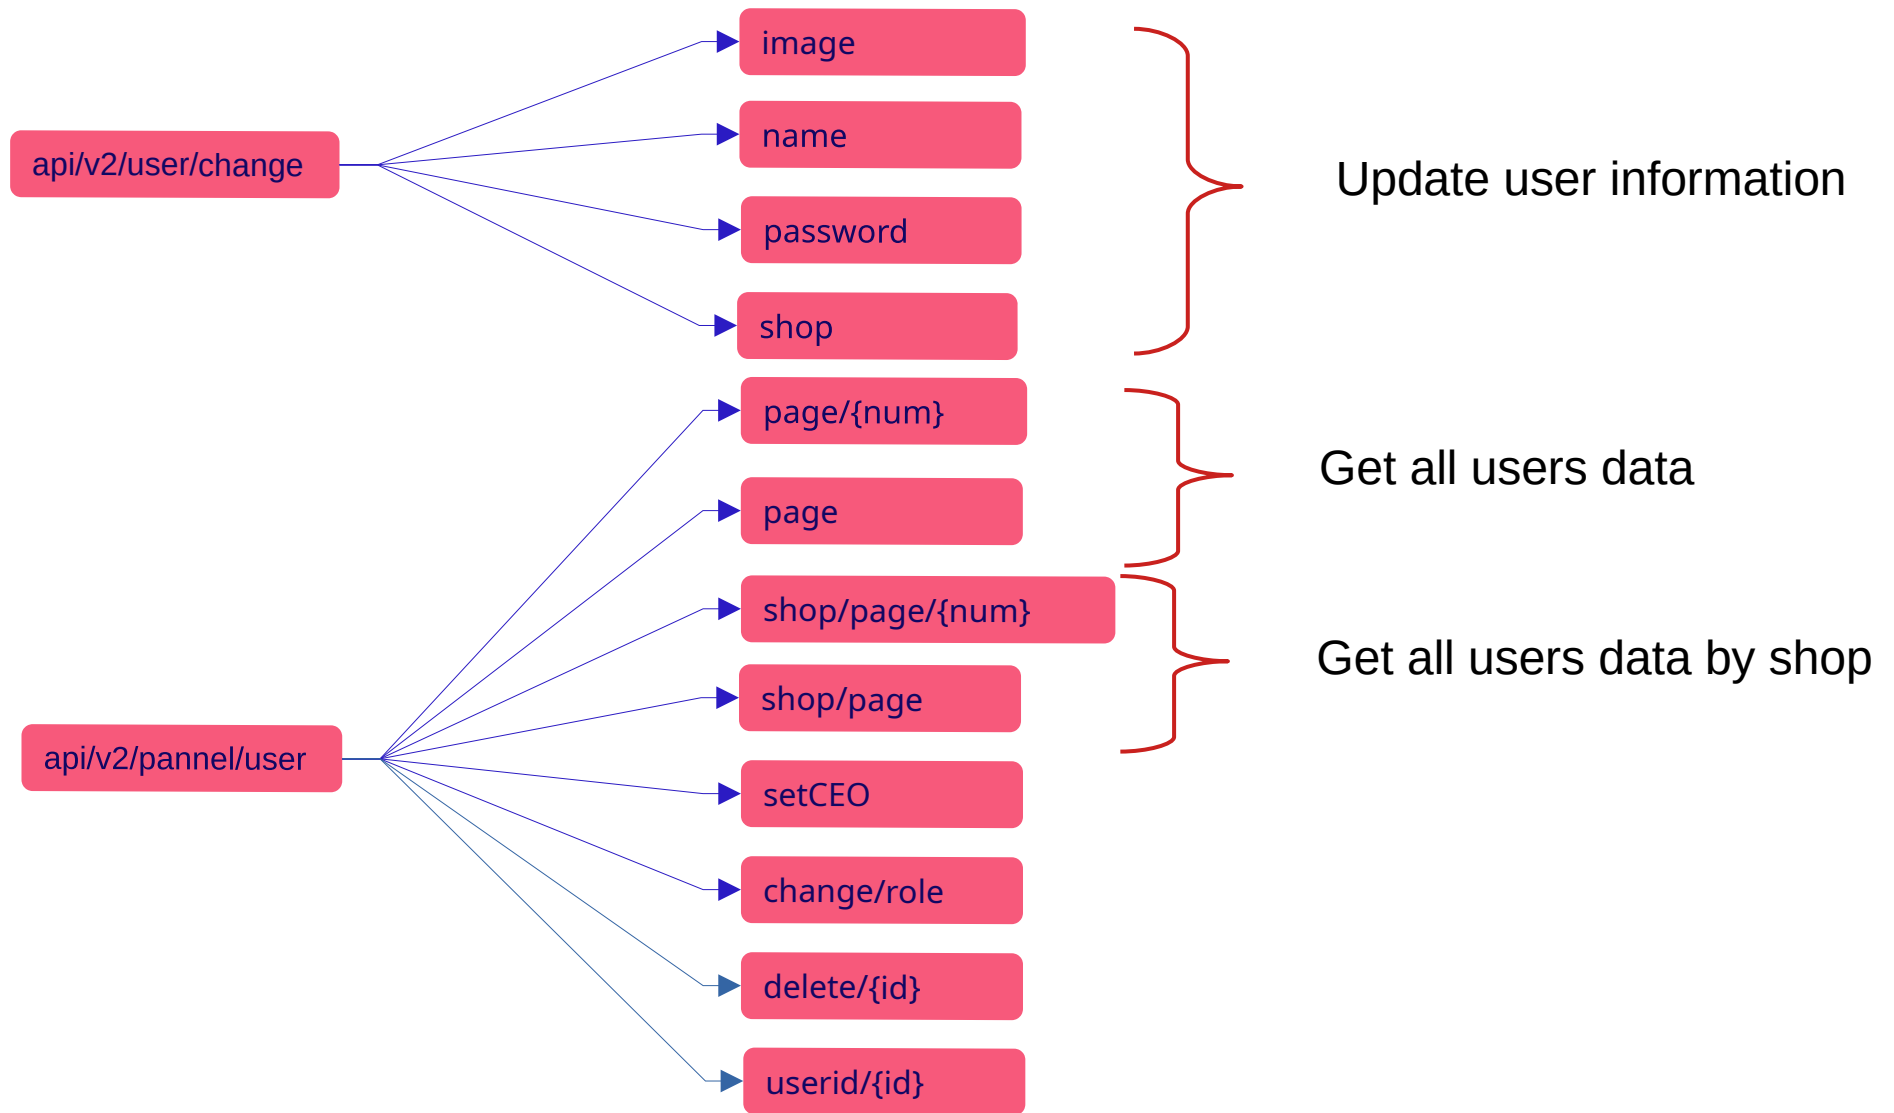 image
name
api/v2/user/change
Update user information
password
shop
page/{num}
Get all users data
page
shop/page/{num}
Get all users data by shop
shop/page
api/v2/pannel/user
setCEO
change/role
delete/{id}
userid/{id}